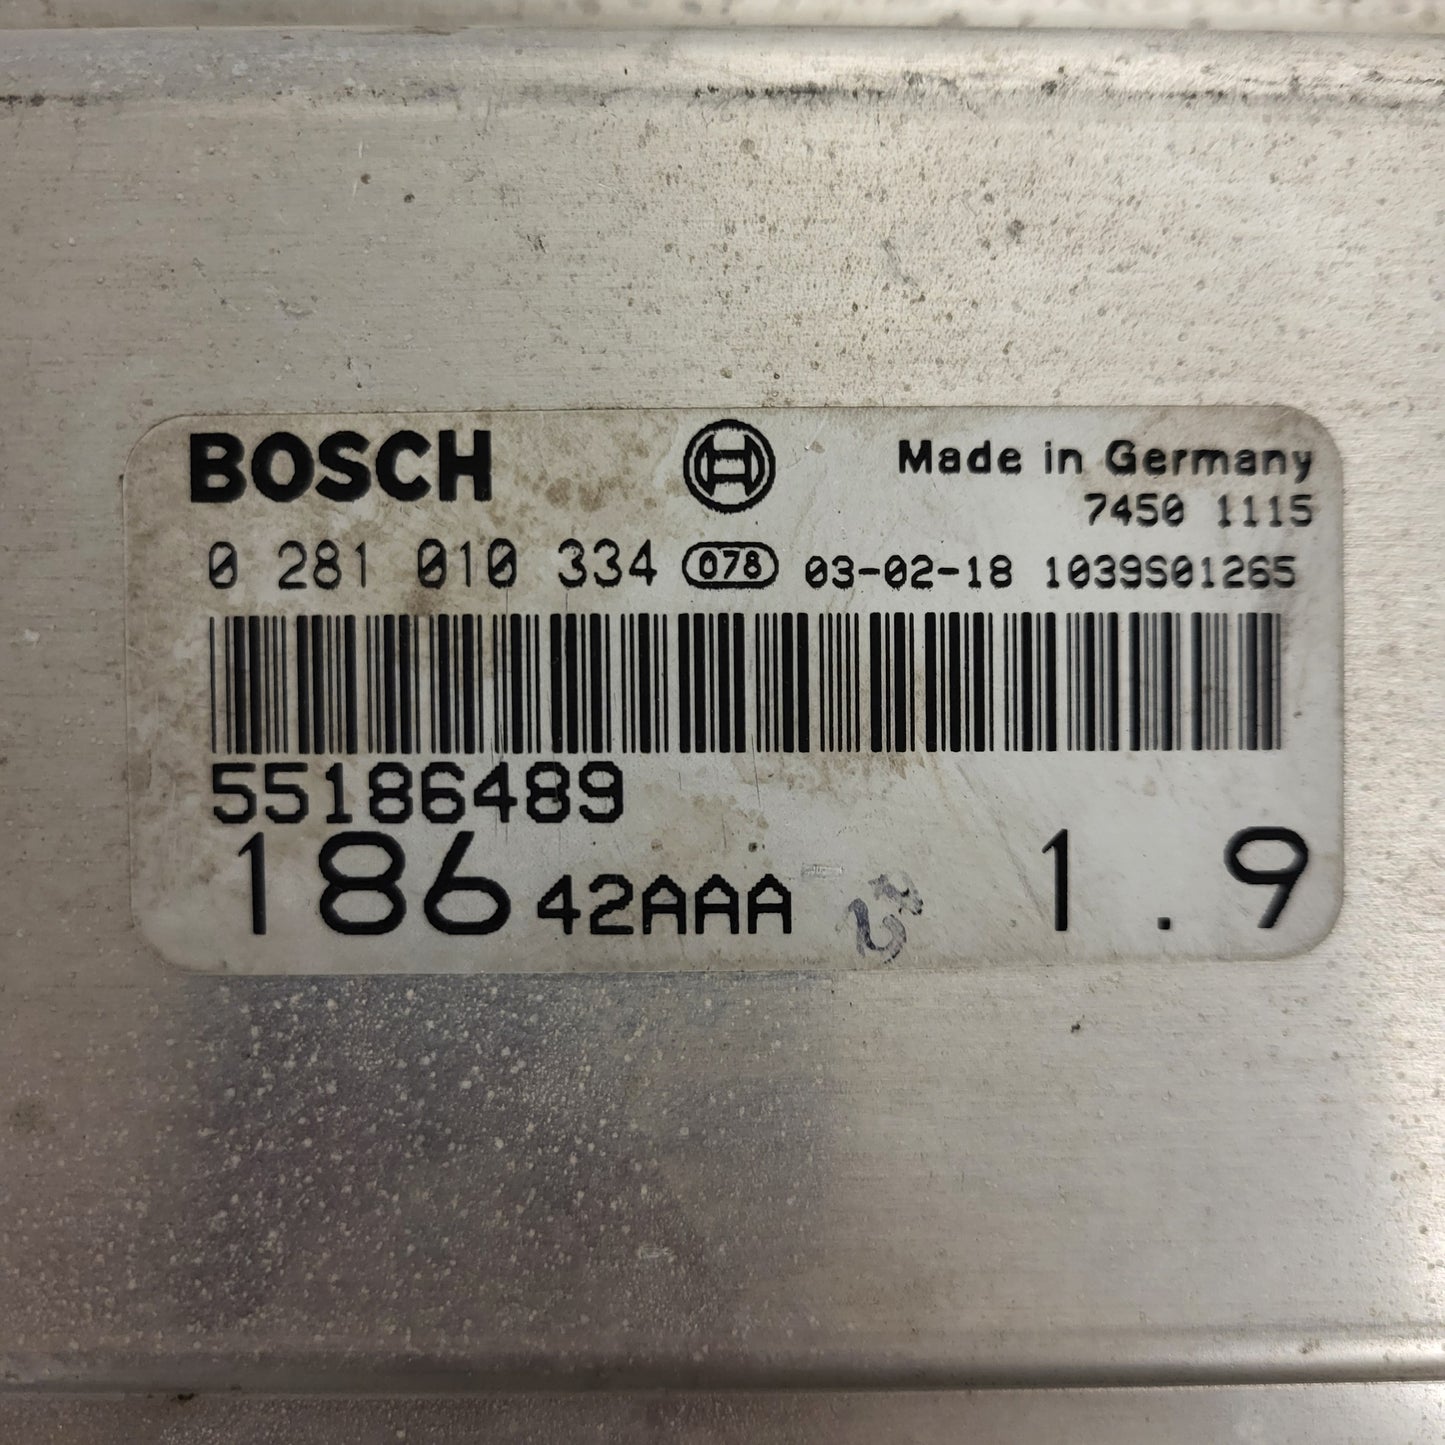 BOSCH Made in Germany
7450 1115
0 281 010 334 078 03-02-18 1039S01265
55186489
186 42AAA 1.9